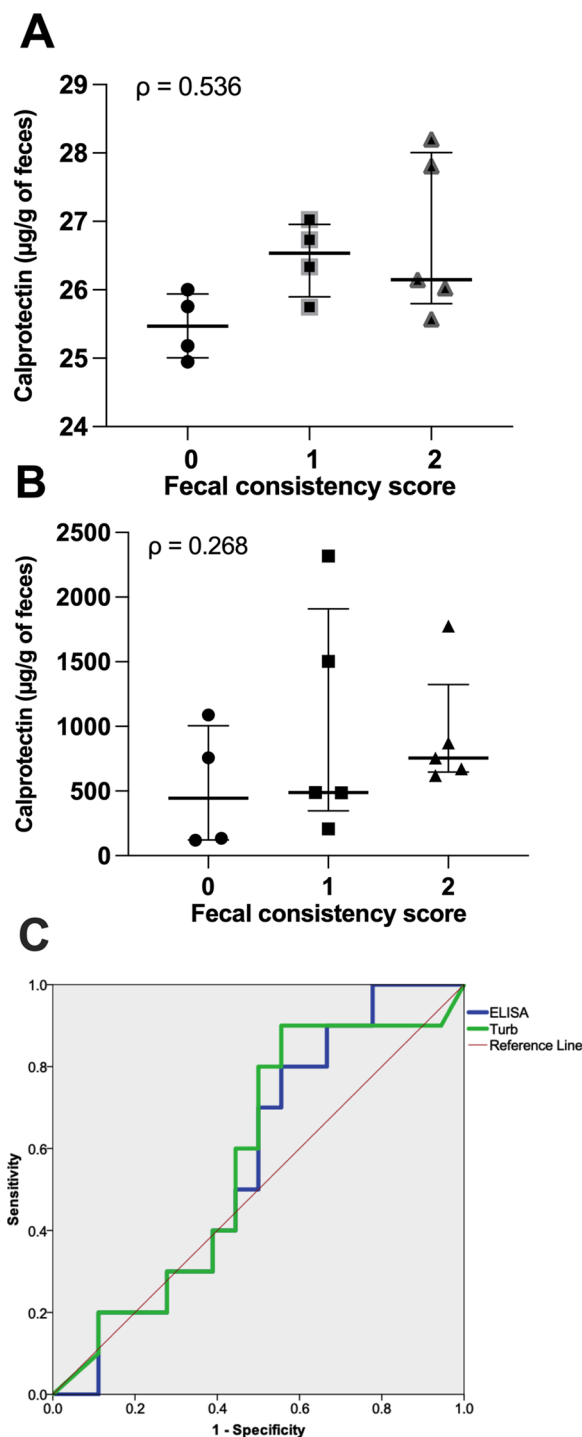 A
ρ = 0.536
Calprotectin (µg/g of feces)
29
28
27
26
25
24
0 1 2
Fecal consistency score
B
ρ = 0.268
Calprotectin (µg/g of feces)
2500
2000
1500
1000
500
0
0 1 2
Fecal consistency score
C
Sensitivity
1.0
0.8
0.6
0.4
0.2
0.0
0.0 0.2 0.4 0.6 0.8 1.0
1 - Specificity
ELISA
Turb
Reference Line